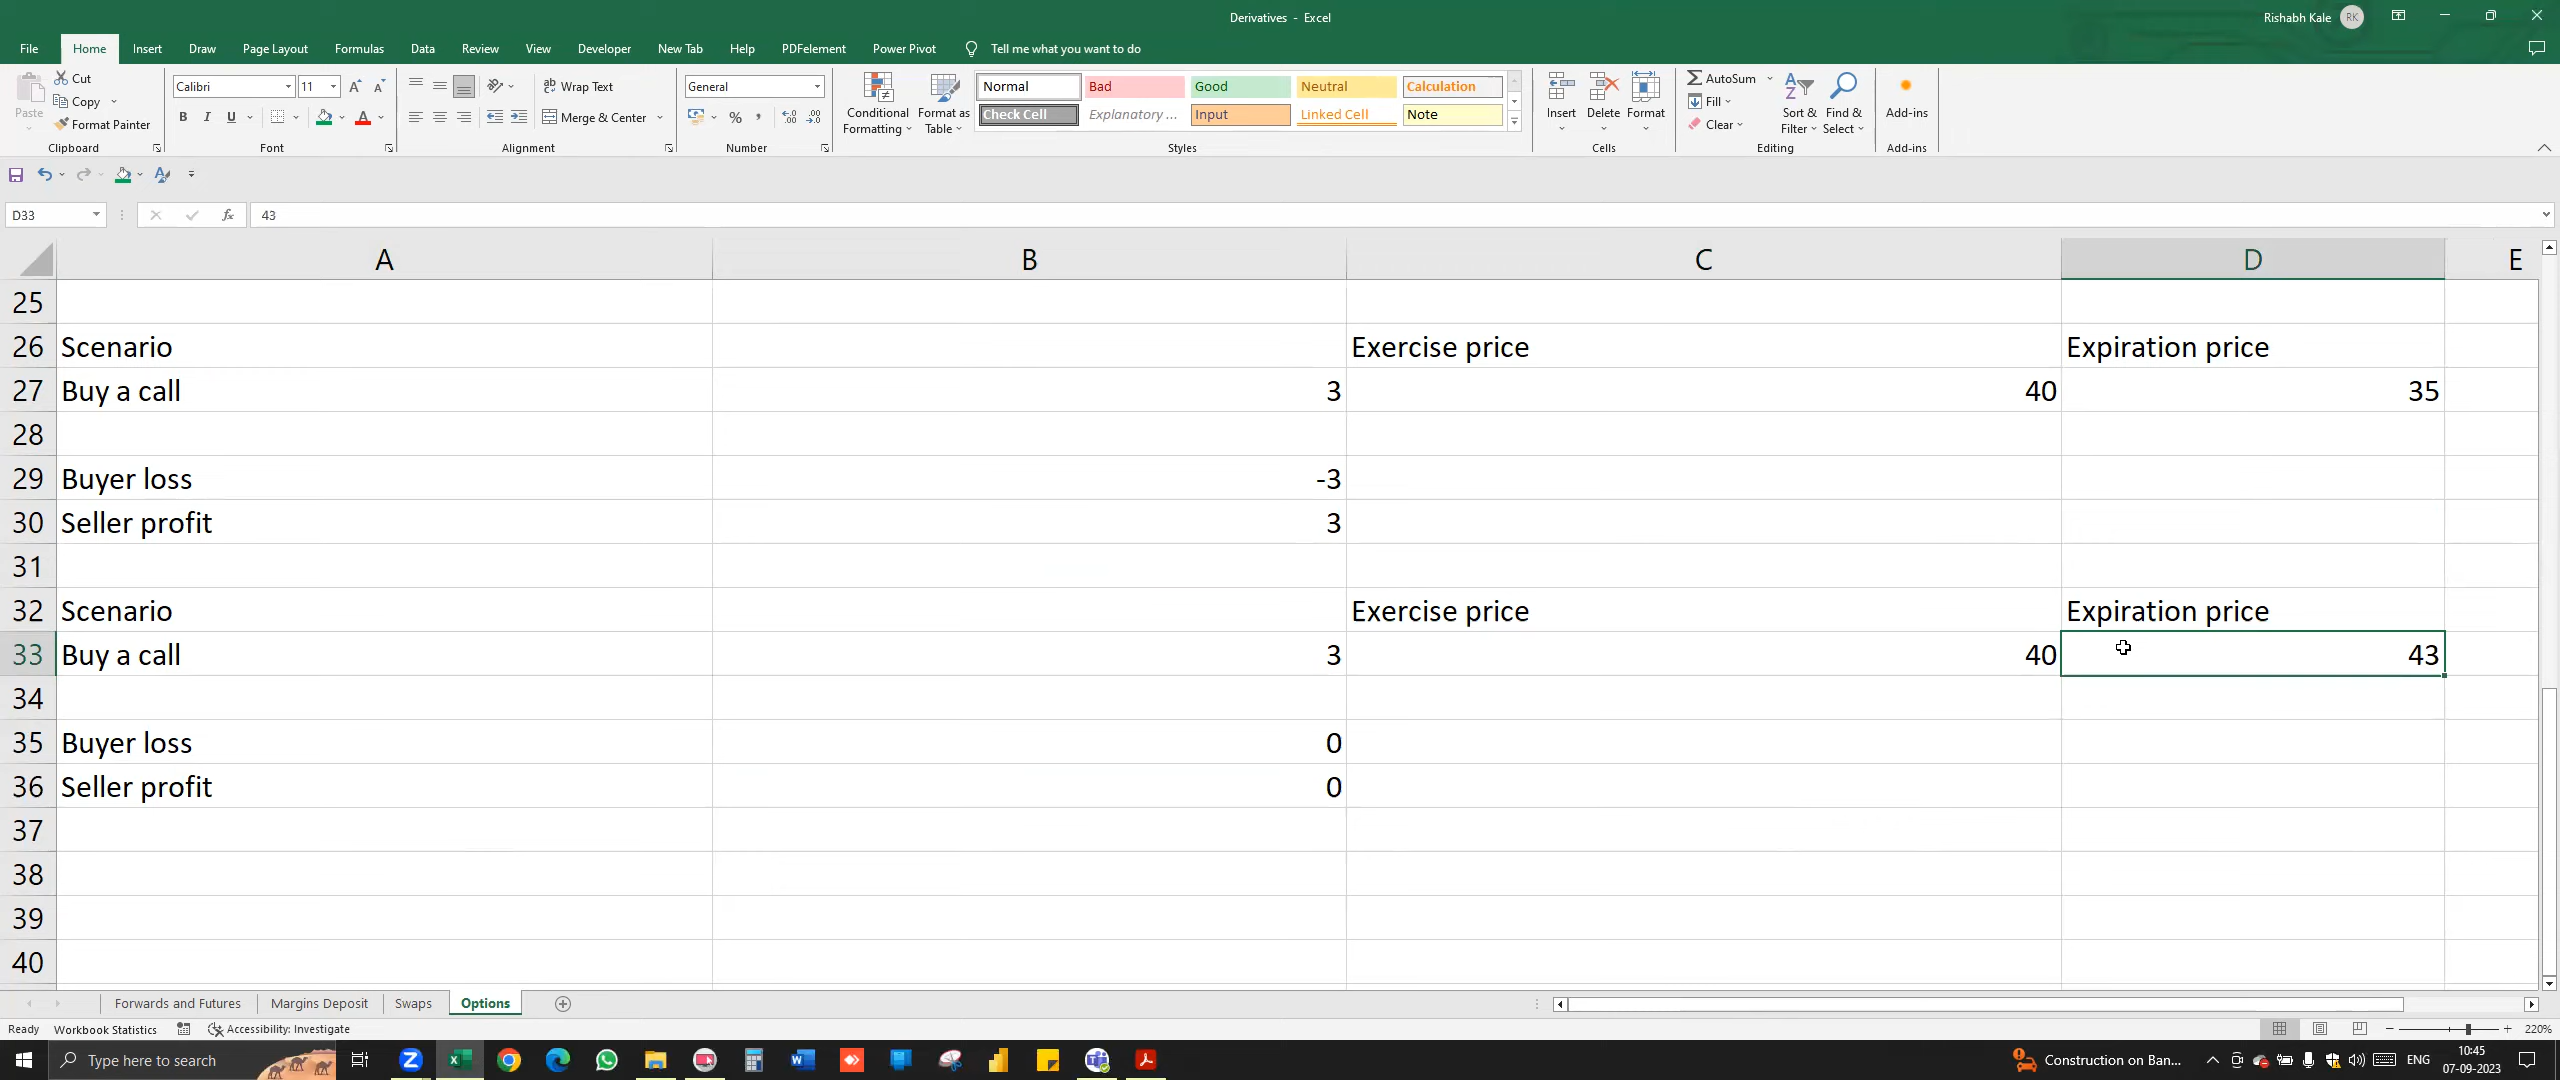 Derivatives - Excel
Rishabh Kale RK
File Home Insert Draw Page Layout Formulas Data Review View Developer New Tab Help PDFelement Power Pivot Tell me what you want to do
Paste
Cut
Copy
Format Painter
Clipboard
Calibri 11 A A
B I U A
Font
ab Wrap Text
Merge & Center
Alignment
General
% ,
Number
Conditional Formatting
Format as Table
Normal Bad Good Neutral Calculation
Check Cell Explanatory ... Input Linked Cell Note
Styles
Insert Delete Format
Cells
AutoSum
Fill
Clear
Sort & Filter
Find & Select
Editing
Add-ins
Add-ins
D33 fx 43
A B C D E
25
26 Scenario Exercise price Expiration price
27 Buy a call 3 40 35
28
29 Buyer loss -3
30 Seller profit 3
31
32 Scenario Exercise price Expiration price
33 Buy a call 3 40 43
34
35 Buyer loss 0
36 Seller profit 0
37
38
39
40
Forwards and Futures Margins Deposit Swaps Options
Ready Workbook Statistics Accessibility: Investigate 220%
Type here to search Construction on Ban... ENG 10:45
07-09-2023